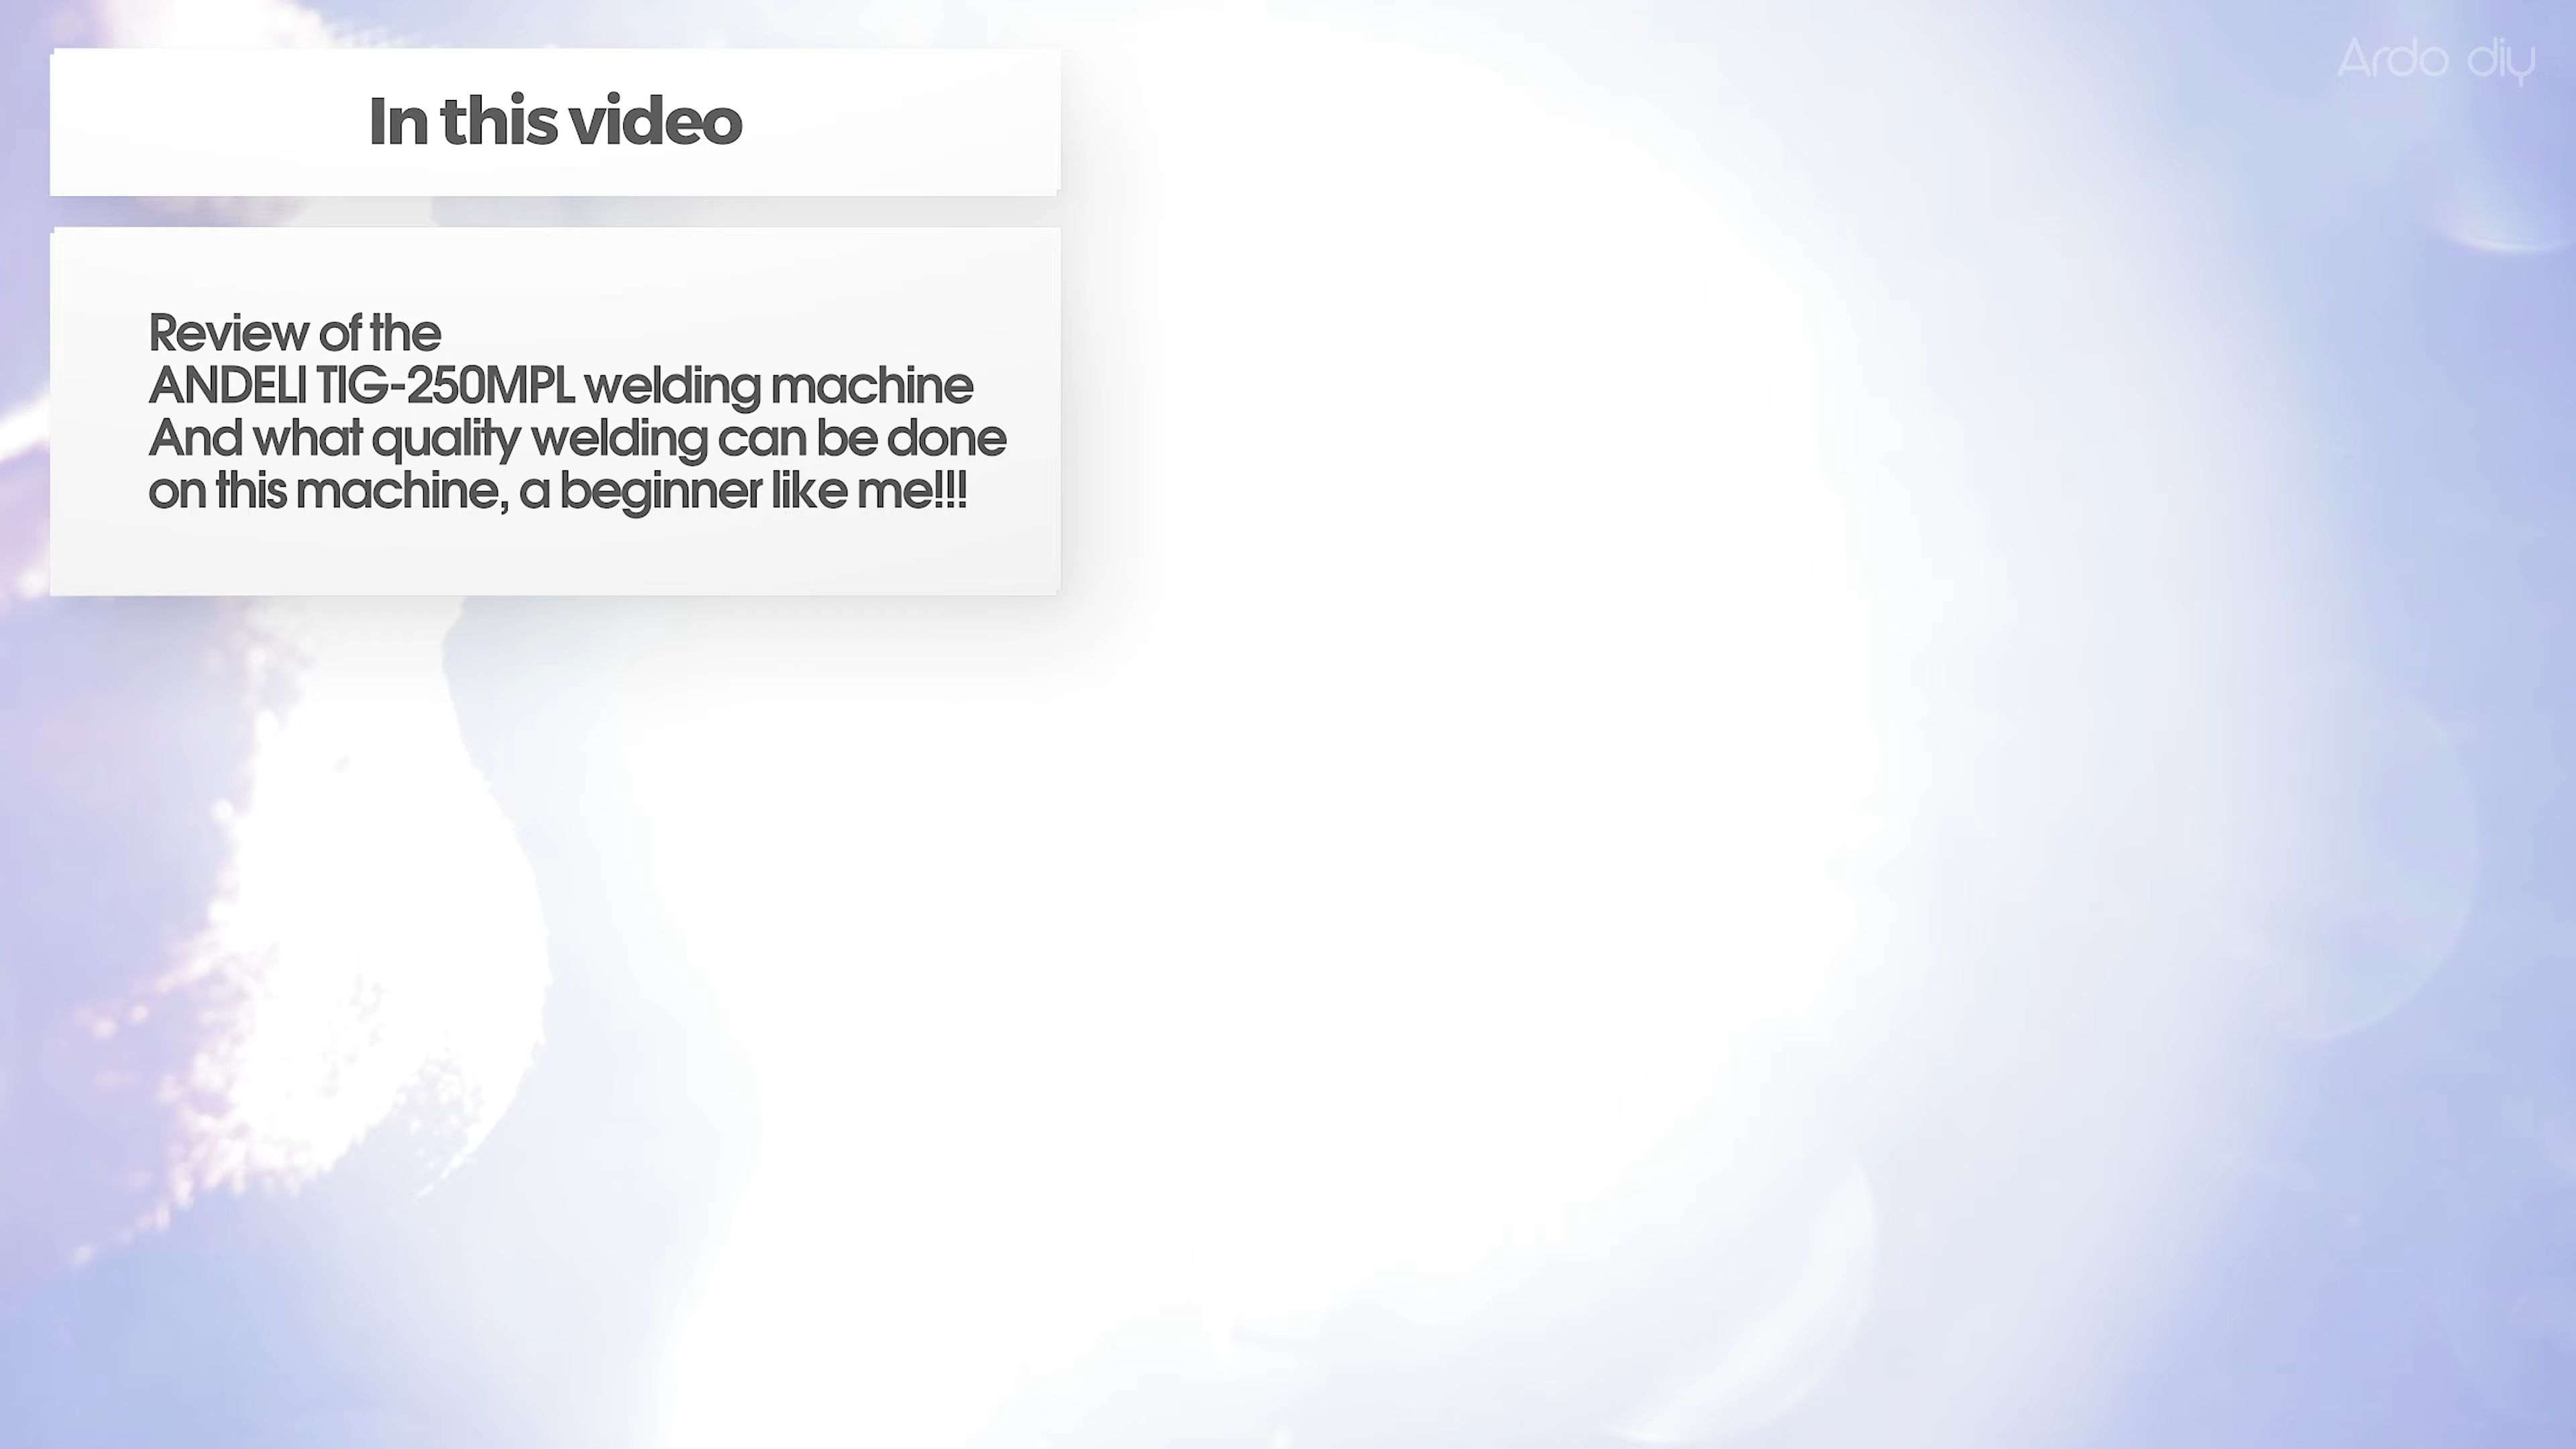 Ardo diy
In this video
Review of the
ANDELI TIG-250MPL welding machine
And what quality welding can be done
on this machine, a beginner like me!!!